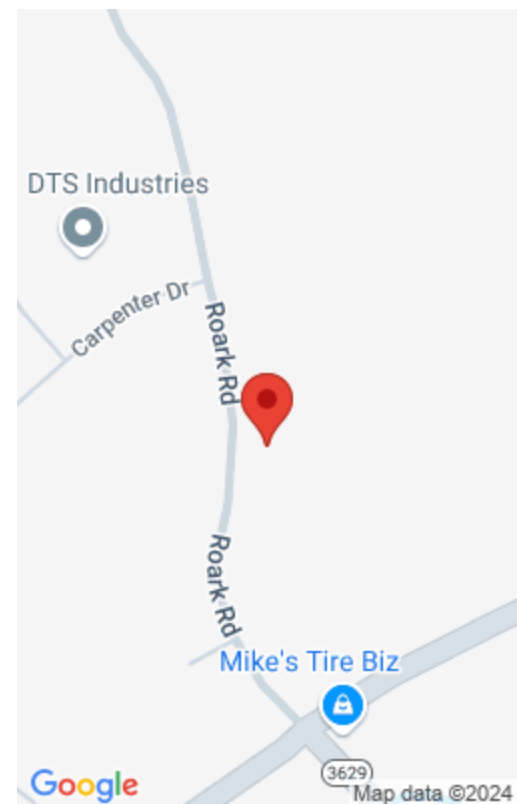 DTS Industries
Carpenter Dr
Roark Rd
Roark Rd
Mike's Tire Biz
3629
Google
Map data ©2024